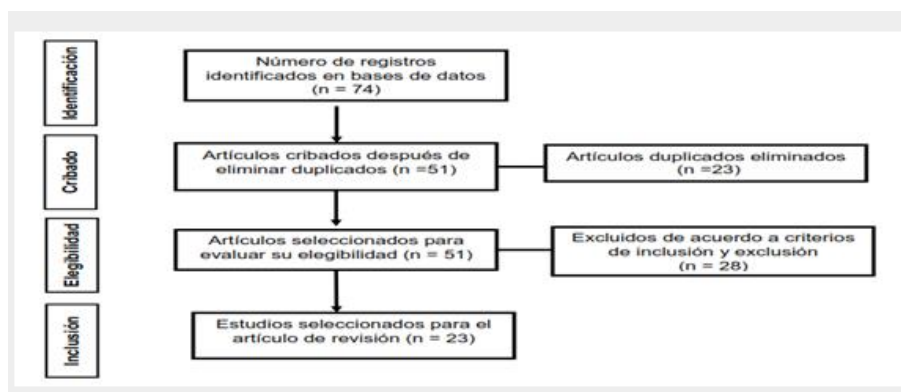 Identificación
Número de registros
identificados en bases de datos
(n = 74)
Cribado
Artículos cribados después de
eliminar duplicados (n =51)
Artículos duplicados eliminados
(n =23)
Elegibilidad
Artículos seleccionados para
evaluar su elegibilidad (n = 51)
Excluidos de acuerdo a criterios
de inclusión y exclusión
(n = 28)
Inclusión
Estudios seleccionados para el
artículo de revisión (n = 23)